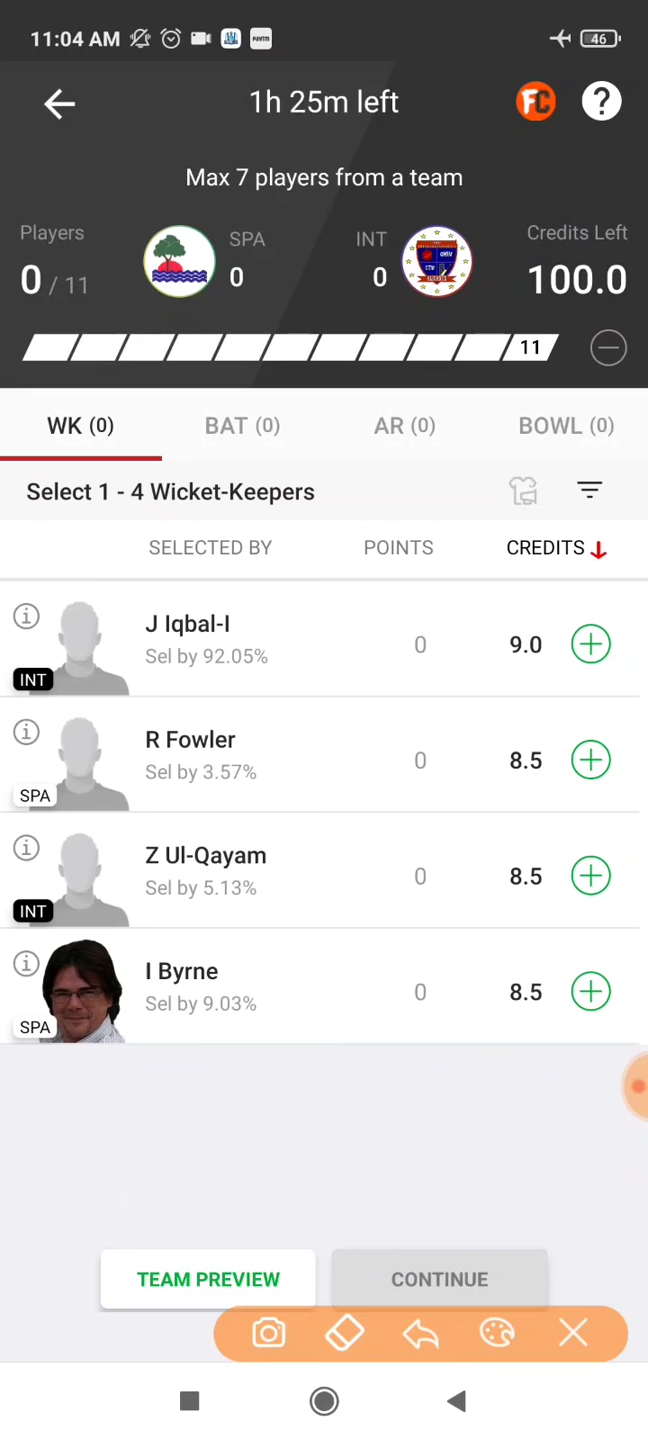 11:04 AM paytm 46
1h 25m left FC ?
Max 7 players from a team
Players SPA INT Credits Left
0 / 11 0 0 100.0
11
WK (0) BAT (0) AR (0) BOWL (0)
Select 1 - 4 Wicket-Keepers
SELECTED BY POINTS CREDITS
J Iqbal-I
Sel by 92.05% 0 9.0
INT
R Fowler
Sel by 3.57% 0 8.5
SPA
Z Ul-Qayam
Sel by 5.13% 0 8.5
INT
I Byrne
Sel by 9.03% 0 8.5
SPA
TEAM PREVIEW CONTINUE